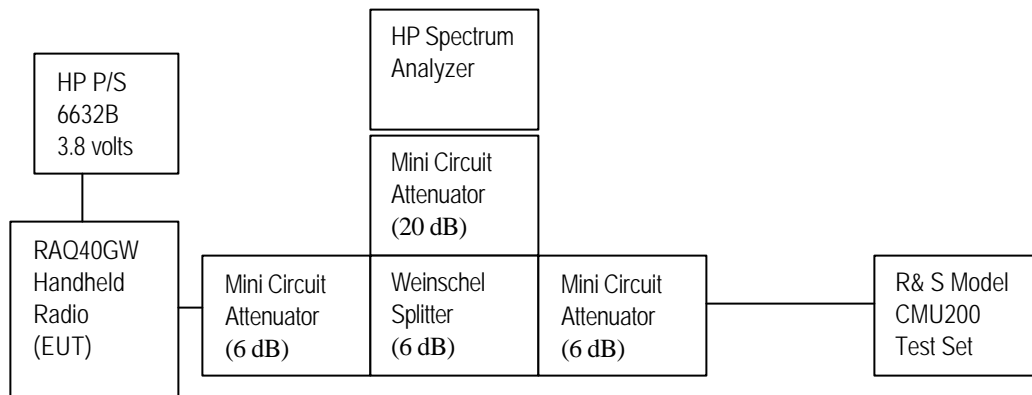 HP Spectrum
Analyzer
HP P/S
6632B
3.8 volts
Mini Circuit
Attenuator
(20 dB)
RAQ40GW
Handheld
Radio
(EUT)
Mini Circuit
Attenuator
(6 dB)
Weinschel
Splitter
(6 dB)
Mini Circuit
Attenuator
(6 dB)
R& S Model
CMU200
Test Set